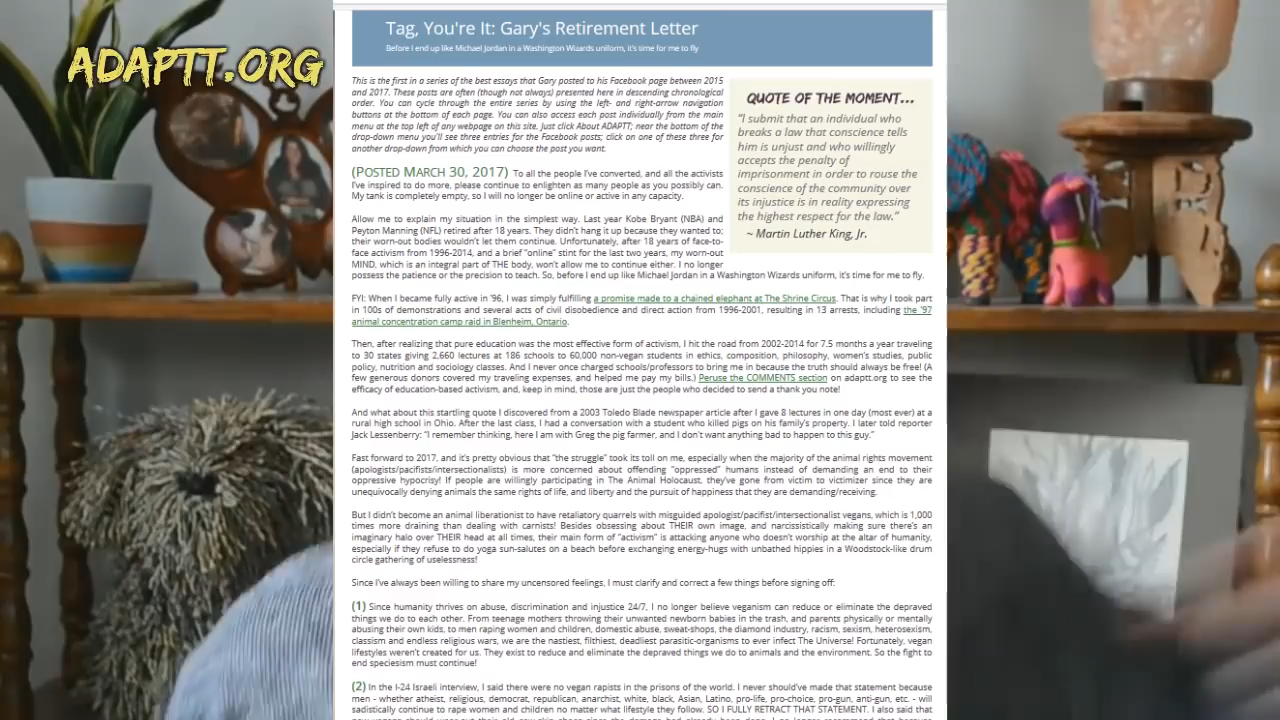 ADAPTT.ORG
Tag, You're It: Gary's Retirement Letter
Before I end up like Michael Jordan in a Washington Wizards uniform, it's time for me to fly
This is the first in a series of the best essays that Gary posted to his Facebook page between 2015
and 2017. These posts are often (though not always) presented here in descending chronological
order. You can cycle through the entire series by using the left- and right-arrow navigation
buttons at the bottom of each page. You can also access each post individually from the main
menu at the top left of any webpage on this site. Just click About ADAPTT; near the bottom of the
drop-down menu you'll see three entries for the Facebook posts; click on one of these three for
another drop-down from which you can choose the post you want.
QUOTE OF THE MOMENT...
"I submit that an individual who
breaks a law that conscience tells
him is unjust and who willingly
accepts the penalty of
imprisonment in order to rouse the
conscience of the community over
its injustice is in reality expressing
the highest respect for the law."
~ Martin Luther King, Jr.
(POSTED MARCH 30, 2017) To all the people I've converted, and all the activists
I've inspired to do more, please continue to enlighten as many people as you possibly can.
My tank is completely empty, so I will no longer be online or active in any capacity.
Allow me to explain my situation in the simplest way. Last year Kobe Bryant (NBA) and
Peyton Manning (NFL) retired after 18 years. They didn't hang it up because they wanted to;
their worn-out bodies wouldn't let them continue. Unfortunately, after 18 years of face-to-
face activism from 1996-2014, and a brief "online" stint for the last two years, my worn-out
MIND, which is an integral part of THE body, won't allow me to continue either. I no longer
possess the patience or the precision to teach. So, before I end up like Michael Jordan in a Washington Wizards uniform, it's time for me to fly.
FYI: When I became fully active in '96, I was simply fulfilling a promise made to a chained elephant at The Shrine Circus. That is why I took part
in 100s of demonstrations and several acts of civil disobedience and direct action from 1996-2001, resulting in 13 arrests, including the '97
animal concentration camp raid in Blenheim, Ontario.
Then, after realizing that pure education was the most effective form of activism, I hit the road from 2002-2014 for 7.5 months a year traveling
to 30 states giving 2,660 lectures at 186 schools to 60,000 non-vegan students in ethics, composition, philosophy, women's studies, public
policy, nutrition and sociology classes. And I never once charged schools/professors to bring me in because the truth should always be free! (A
few generous donors covered my traveling expenses, and helped me pay my bills.) Peruse the COMMENTS section on adaptt.org to see the
efficacy of education-based activism, and, keep in mind, those are just the people who decided to send a thank you note!
And what about this startling quote I discovered from a 2003 Toledo Blade newspaper article after I gave 8 lectures in one day (most ever) at a
rural high school in Ohio. After the last class, I had a conversation with a student who killed pigs on his family's property. I later told reporter
Jack Lessenberry: "I remember thinking, here I am with Greg the pig farmer, and I don't want anything bad to happen to this guy."
Fast forward to 2017, and it's pretty obvious that "the struggle" took its toll on me, especially when the majority of the animal rights movement
(apologists/pacifists/intersectionalists) is more concerned about offending "oppressed" humans instead of demanding an end to their
oppressive hypocrisy! If people are willingly participating in The Animal Holocaust, they've gone from victim to victimizer since they are
unequivocally denying animals the same rights of life, and liberty and the pursuit of happiness that they are demanding/receiving.
But I didn't become an animal liberationist to have retaliatory quarrels with misguided apologist/pacifist/intersectionalist vegans, which is 1,000
times more draining than dealing with carnists! Besides obsessing about THEIR own image, and narcissistically making sure there's an
imaginary halo over THEIR head at all times, their main form of "activism" is attacking anyone who doesn't worship at the altar of humanity,
especially if they refuse to do yoga sun-salutes on a beach before exchanging energy-hugs with unbathed hippies in a Woodstock-like drum
circle gathering of uselessness!
Since I've always been willing to share my uncensored feelings, I must clarify and correct a few things before signing off:
(1) Since humanity thrives on abuse, discrimination and injustice 24/7, I no longer believe veganism can reduce or eliminate the depraved
things we do to each other. From teenage mothers throwing their unwanted newborn babies in the trash, and parents physically or mentally
abusing their own kids, to men raping women and children, domestic abuse, sweat-shops, the diamond industry, racism, sexism, heterosexism,
classism and endless religious wars, we are the nastiest, filthiest, deadliest parasitic-organisms to ever infect The Universe! Fortunately, vegan
lifestyles weren't created for us. They exist to reduce and eliminate the depraved things we do to animals and the environment. So the fight to
end speciesism must continue!
(2) In the I-24 Israeli interview, I said there were no vegan rapists in the prisons of the world. I never should've made that statement because
men - whether atheist, religious, democrat, republican, anarchist, white, black, Asian, Latino, pro-life, pro-choice, pro-gun, anti-gun, etc. - will
sadistically continue to rape women and children no matter what lifestyle they follow. SO I FULLY RETRACT THAT STATEMENT. I also said that